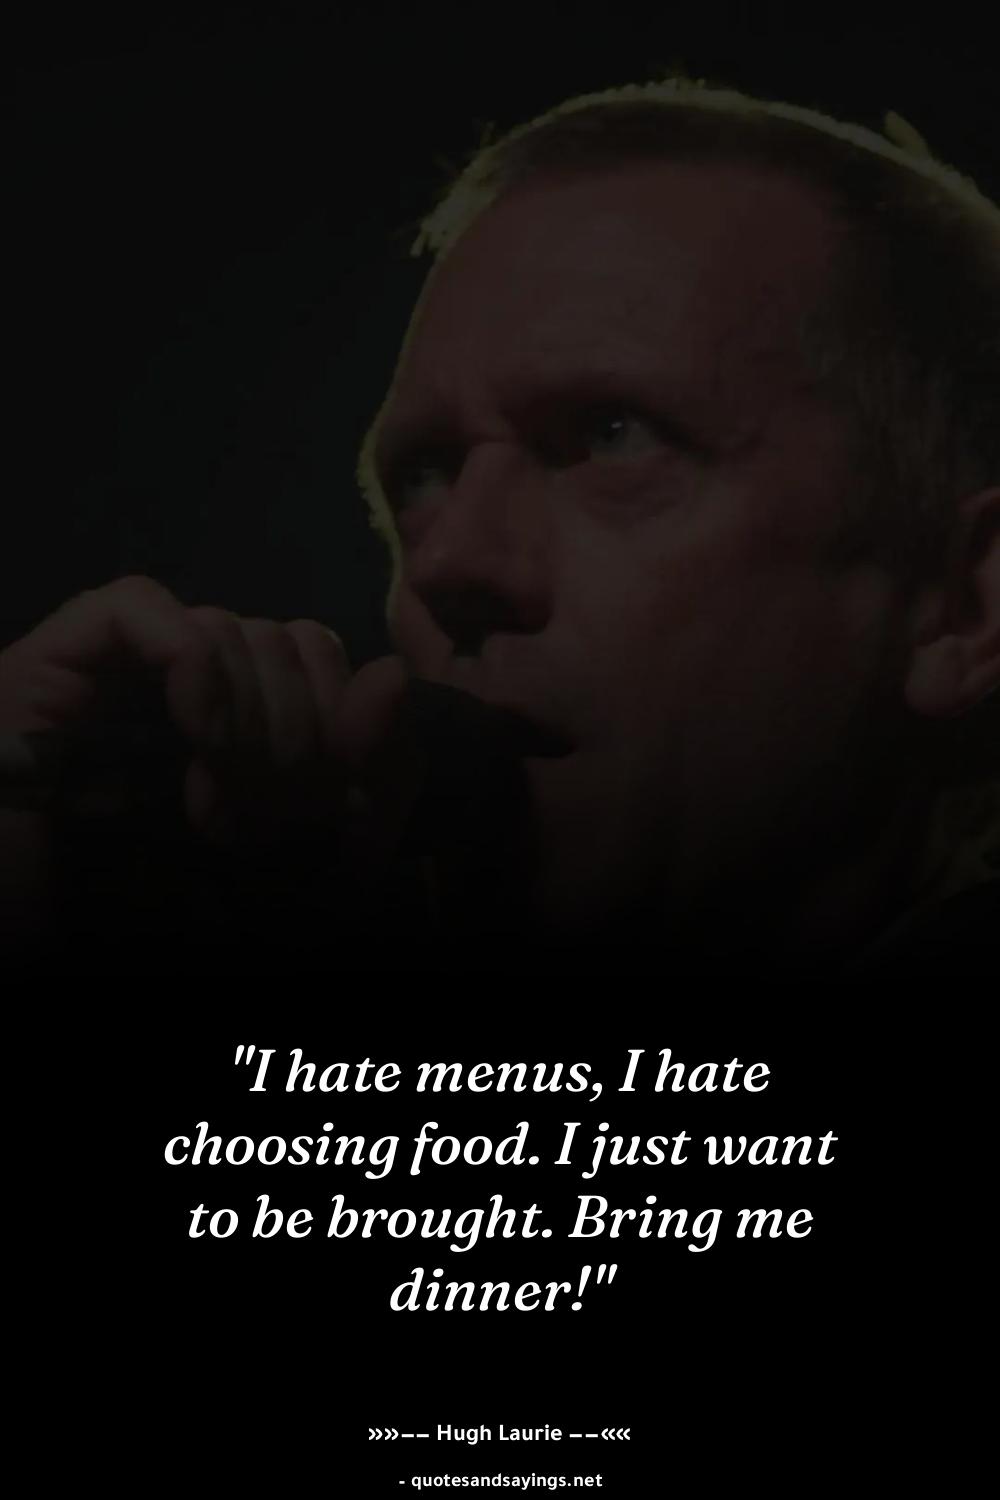 "I hate menus, I hate
choosing food. I just want
to be brought. Bring me
dinner!"
»»−− Hugh Laurie −−««
- quotesandsayings.net